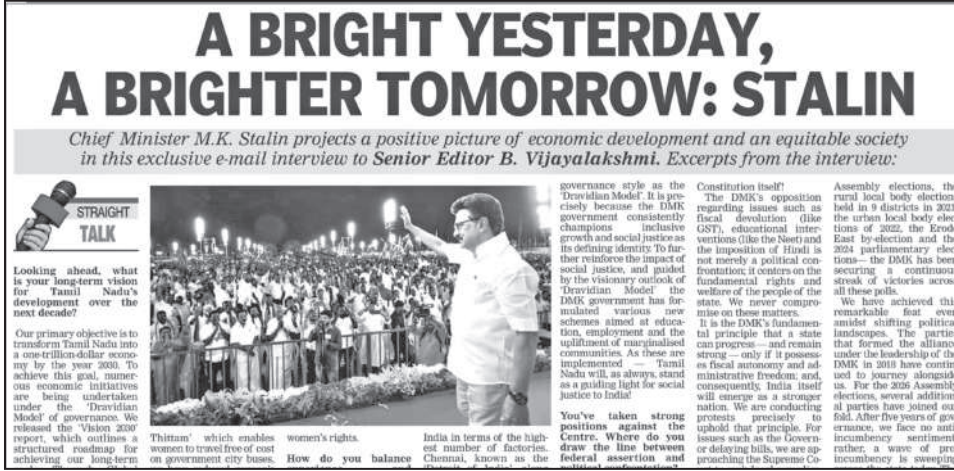 A BRIGHT YESTERDAY,
A BRIGHTER TOMORROW: STALIN
Chief Minister M.K. Stalin projects a positive picture of economic development and an equitable society
in this exclusive e-mail interview to Senior Editor B. Vijayalakshmi. Excerpts from the interview:
STRAIGHT
TALK
Looking ahead, what
is your long-term vision
for Tamil Nadu's
development over the
next decade?
Our primary objective is to
transform Tamil Nadu into
a one-trillion-dollar econo-
my by the year 2030. To
achieve this goal, numer-
ous economic initiatives
are being undertaken
under the 'Dravidian
Model' of governance. We
released the 'Vision 2030'
report, which outlines a
structured roadmap for
achieving our long-term
Thittam' which enables
women to travel free of cost
on government city buses,
women's rights.
How do you balance
India in terms of the high-
est number of factories.
Chennai, known as the
governance style as the
'Dravidian Model'. It is pre-
cisely because the DMK
government consistently
champions inclusive
growth and social justice as
its defining identity. To fur-
ther reinforce the impact of
social justice, and guided
by the visionary outlook of
'Dravidian Model' the
DMK government has for-
mulated various new
schemes aimed at educa-
tion, employment and the
upliftment of marginalised
communities. As these are
implemented — Tamil
Nadu will, as always, stand
as a guiding light for social
justice to India!
You've taken strong
positions against the
Centre. Where do you
draw the line between
federal assertion and
Constitution itself!
The DMK's opposition
regarding issues such as
fiscal devolution (like
GST), educational inter-
ventions (like the Neet) and
the imposition of Hindi is
not merely a political con-
frontation; it centers on the
fundamental rights and
welfare of the people of the
state. We never compro-
mise on these matters.
It is the DMK's fundamen-
tal principle that a state
can progress — and remain
strong — only if it possess-
es fiscal autonomy and ad-
ministrative freedom; and,
consequently, India itself
will emerge as a stronger
nation. We are conducting
protests precisely to
uphold that principle. For
issues such as the Govern-
or delaying bills, we are ap-
proaching the Supreme Co-
Assembly elections, the
rural local body election
held in 9 districts in 2021
the urban local body elec
tions of 2022, the Erode
East by-election and the
2024 parliamentary elec
tions— the DMK has been
securing a continuous
streak of victories across
all these polls.
We have achieved this
remarkable feat even
amidst shifting political
landscapes. The parties
that formed the alliance
under the leadership of the
DMK in 2018 have contin
ued to journey alongside
us. For the 2026 Assembly
elections, several addition
al parties have joined our
fold. After five years of gov
ernance, we face no anti
incumbency sentiment
rather, a wave of pro
incumbency is sweeping